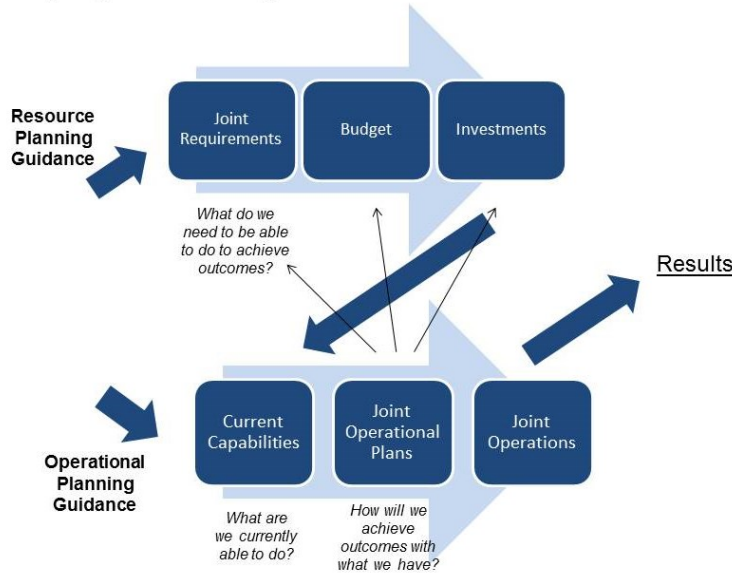 Resource
Planning
Guidance
Joint
Requirements
Budget
Investments
What do we
need to be able
to do to achieve
outcomes?
Results
Current
Capabilities
Joint
Operational
Plans
Joint
Operations
Operational
Planning
Guidance
What are
we currently
able to do?
How will we
achieve
outcomes with
what we have?